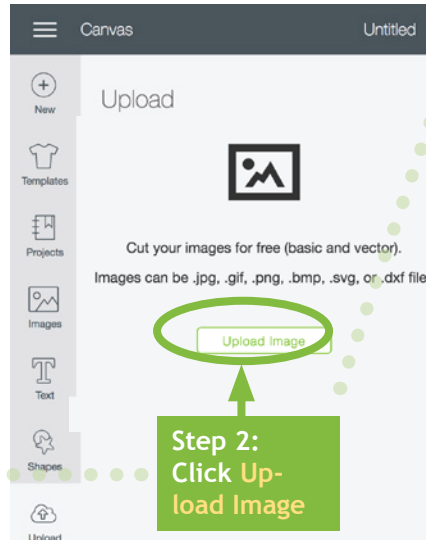 Canvas
Untitled
New
Upload
Templates
Projects
Cut your images for free (basic and vector).
Images can be .jpg, .gif, .png, .bmp, .svg, or .dxf file
Images
Upload Image
Text
Step 2:
Click Up-
load Image
Shapes
Upload